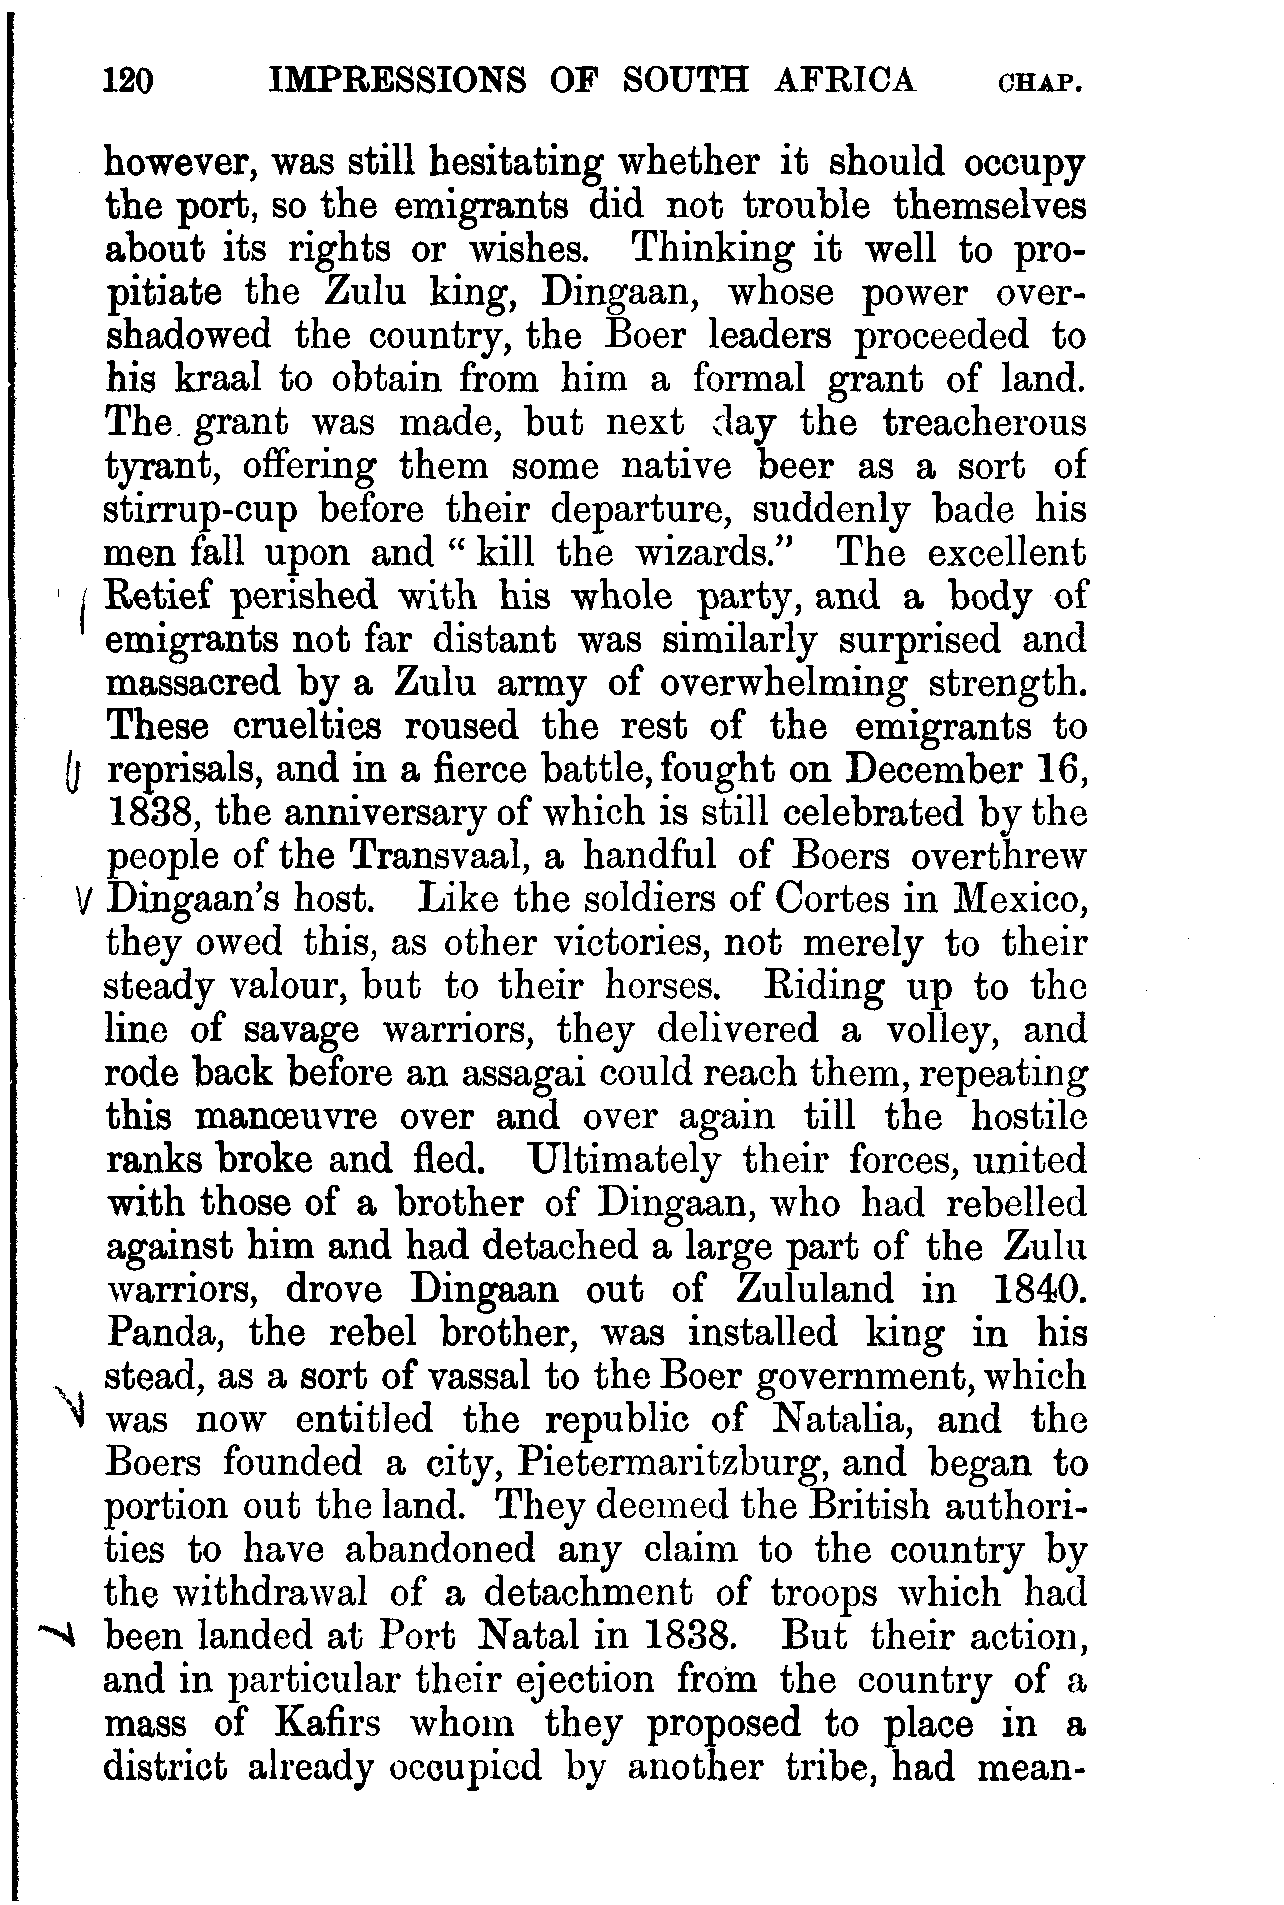 120 IMPRESSIONS OF SOUTH AFRICA CHAP.
however, was still hesitating whether it should occupy
the port, so the emigrants did not trouble themselves
about its rights or wishes. Thinking it well to pro-
pitiate the Zulu king, Dingaan, whose power over-
shadowed the country, the Boer leaders proceeded to
his kraal to obtain from him a formal grant of land.
The grant was made, but next day the treacherous
tyrant, offering them some native beer as a sort of
stirrup-cup before their departure, suddenly bade his
men fall upon and “kill the wizards.” The excellent
Retief perished with his whole party, and a body of
emigrants not far distant was similarly surprised and
massacred by a Zulu army of overwhelming strength.
These cruelties roused the rest of the emigrants to
reprisals, and in a fierce battle, fought on December 16,
1838, the anniversary of which is still celebrated by the
people of the Transvaal, a handful of Boers overthrew
Dingaan’s host. Like the soldiers of Cortes in Mexico,
they owed this, as other victories, not merely to their
steady valour, but to their horses. Riding up to the
line of savage warriors, they delivered a volley, and
rode back before an assagai could reach them, repeating
this manœuvre over and over again till the hostile
ranks broke and fled. Ultimately their forces, united
with those of a brother of Dingaan, who had rebelled
against him and had detached a large part of the Zulu
warriors, drove Dingaan out of Zululand in 1840.
Panda, the rebel brother, was installed king in his
stead, as a sort of vassal to the Boer government, which
was now entitled the republic of Natalia, and the
Boers founded a city, Pietermaritzburg, and began to
portion out the land. They deemed the British authori-
ties to have abandoned any claim to the country by
the withdrawal of a detachment of troops which had
been landed at Port Natal in 1838. But their action,
and in particular their ejection from the country of a
mass of Kafirs whom they proposed to place in a
district already occupied by another tribe, had mean-